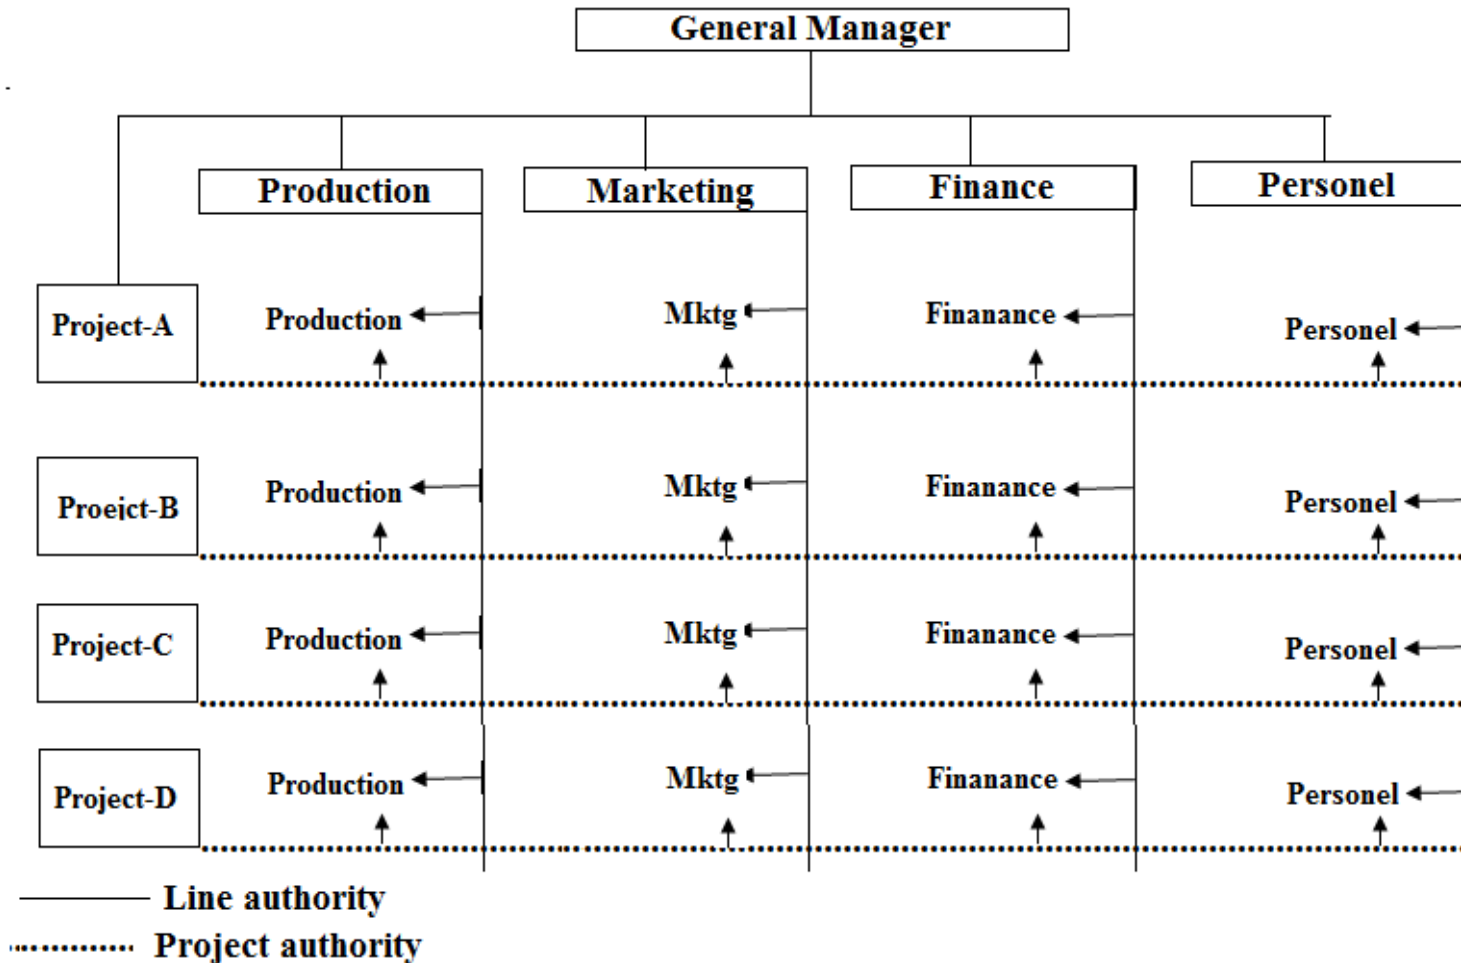 General Manager
Production
Marketing
Finance
Personel
Project-A
Production
Mktg
Finanance
Personel
Proejct-B
Production
Mktg
Finanance
Personel
Project-C
Production
Mktg
Finanance
Personel
Project-D
Production
Mktg
Finanance
Personel
Line authority
Project authority